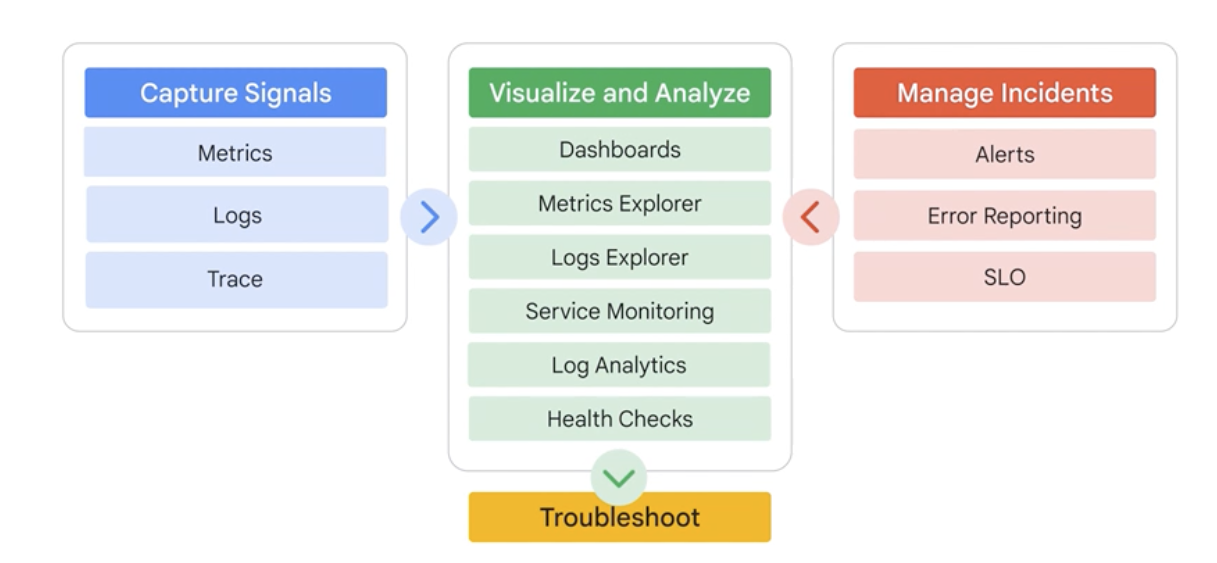 Capture Signals
Metrics
Logs
Trace
Visualize and Analyze
Dashboards
Metrics Explorer
Logs Explorer
Service Monitoring
Log Analytics
Health Checks
Manage Incidents
Alerts
Error Reporting
SLO
Troubleshoot